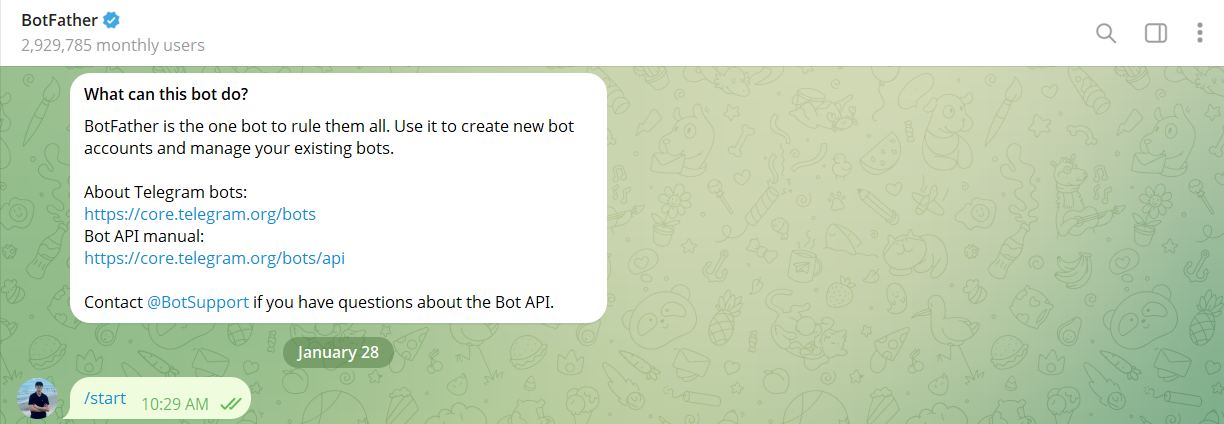 BotFather
2,929,785 monthly users
What can this bot do?
BotFather is the one bot to rule them all. Use it to create new bot
accounts and manage your existing bots.
About Telegram bots:
https://core.telegram.org/bots
Bot API manual:
https://core.telegram.org/bots/api
Contact @BotSupport if you have questions about the Bot API.
January 28
/start 10:29 AM